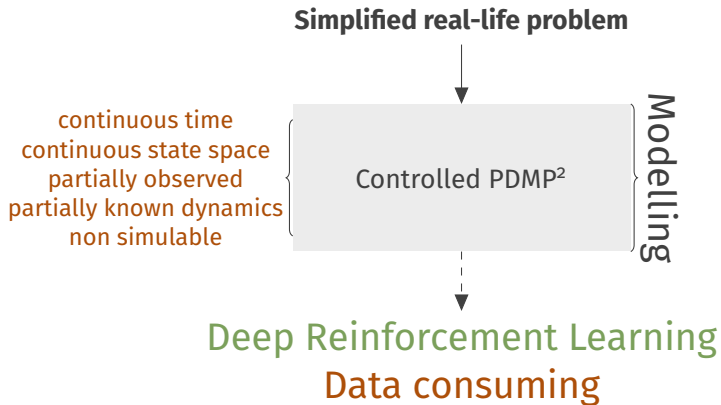 Simplified real-life problem
continuous time
continuous state space
partially observed
partially known dynamics
non simulable
Controlled PDMP²
Modelling
Deep Reinforcement Learning
Data consuming